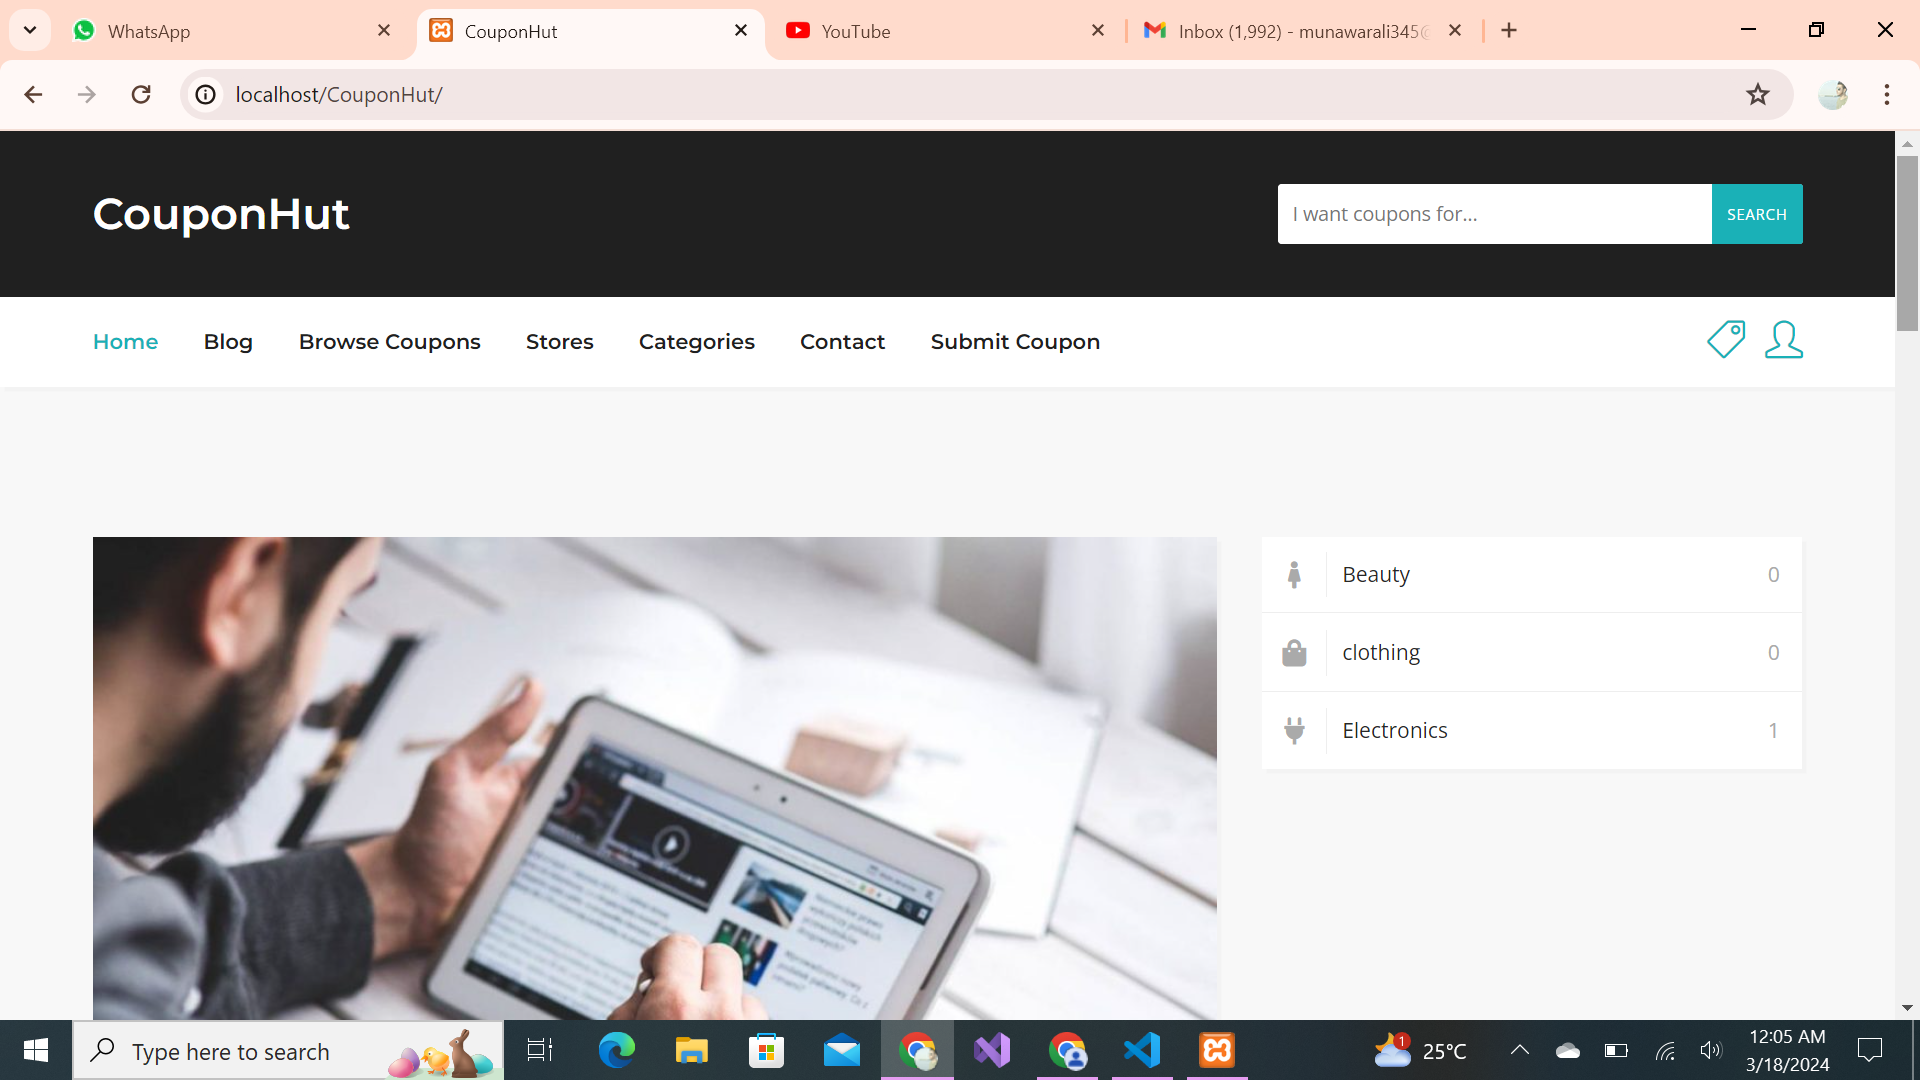 WhatsApp
CouponHut
YouTube
Inbox (1,992) - munawarali345@
localhost/CouponHut/
CouponHut
I want coupons for...
SEARCH
Home Blog Browse Coupons Stores Categories Contact Submit Coupon
Beauty 0
clothing 0
Electronics 1
Type here to search
1
25°C
12:05 AM
3/18/2024